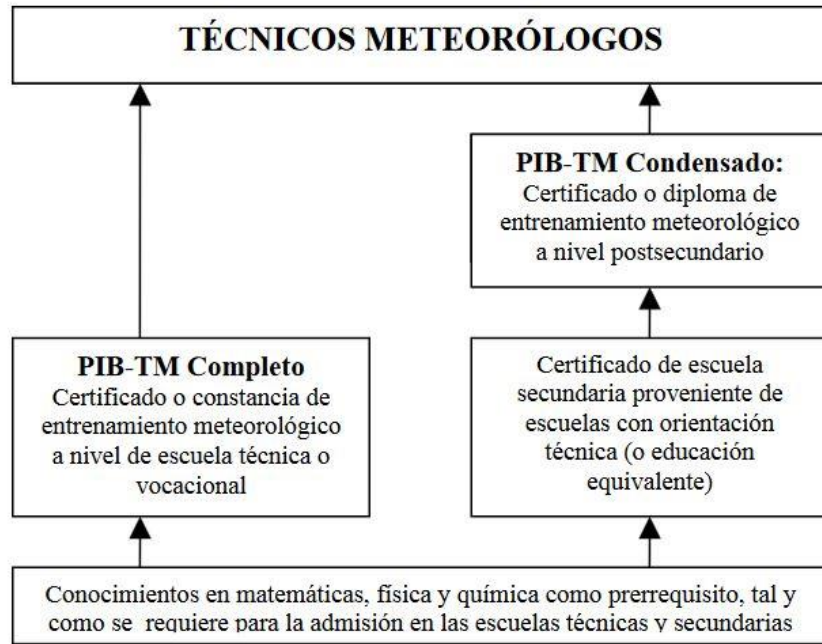 TÉCNICOS METEORÓLOGOS
PIB-TM Condensado:
Certificado o diploma de
entrenamiento meteorológico
a nivel postsecundario
PIB-TM Completo
Certificado o constancia de
entrenamiento meteorológico
a nivel de escuela técnica o
vocacional
Certificado de escuela
secundaria proveniente de
escuelas con orientación
técnica (o educación
equivalente)
Conocimientos en matemáticas, física y química como prerrequisito, tal y
como se requiere para la admisión en las escuelas técnicas y secundarias